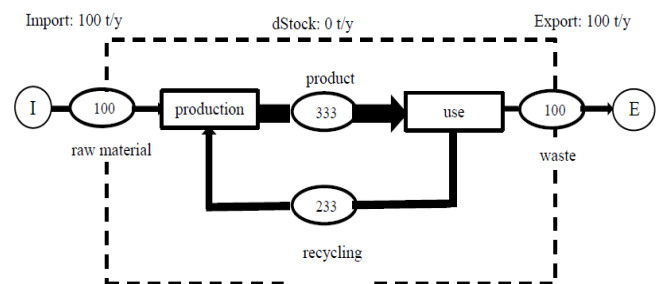 Import: 100 t/y
dStock: 0 t/y
Export: 100 t/y
product
I
100
production
333
use
100
E
raw material
waste
233
recycling